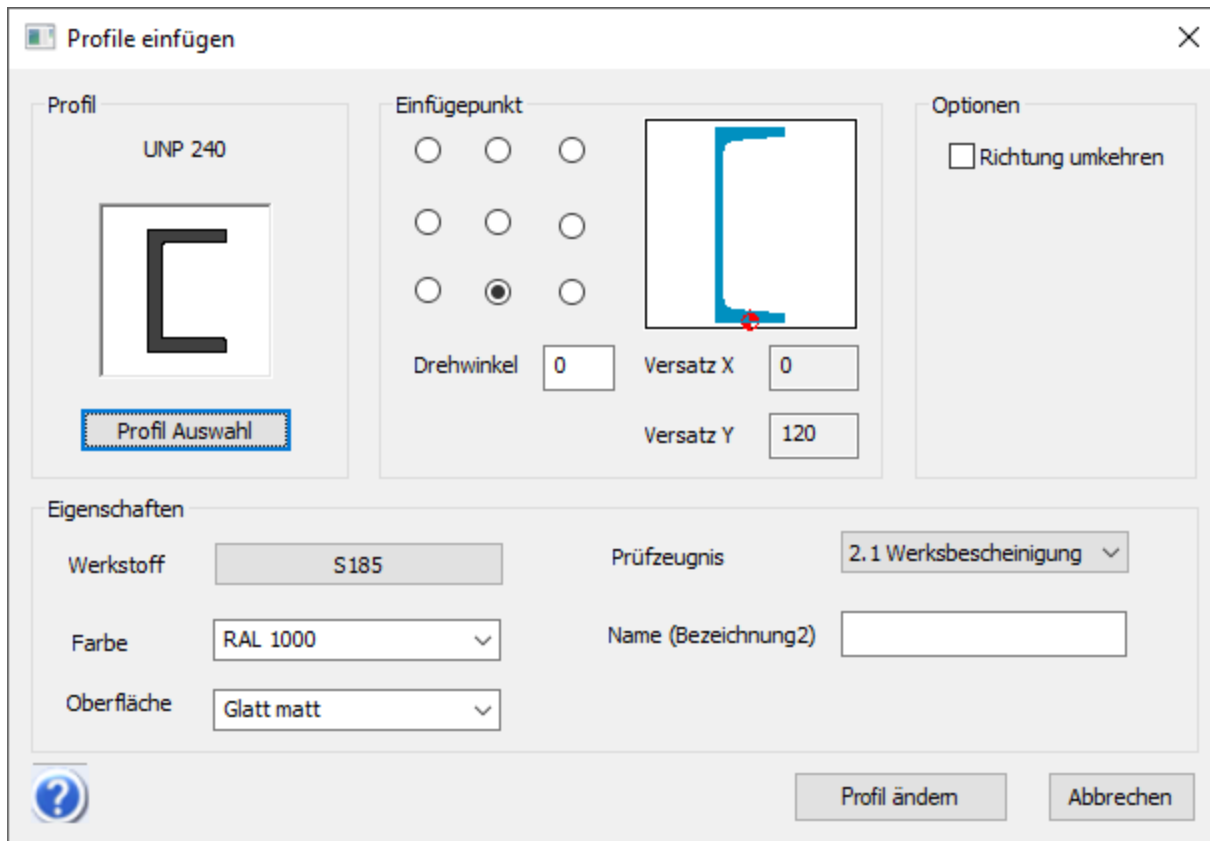 Profile einfügen
Profil
UNP 240
Profil Auswahl
Einfügepunkt
Drehwinkel 0
Versatz X 0
Versatz Y 120
Optionen
Richtung umkehren
Eigenschaften
Werkstoff S185
Farbe RAL 1000
Oberfläche Glatt matt
Prüfzeugnis 2.1 Werksbescheinigung
Name (Bezeichnung2)
?
Profil ändern
Abbrechen